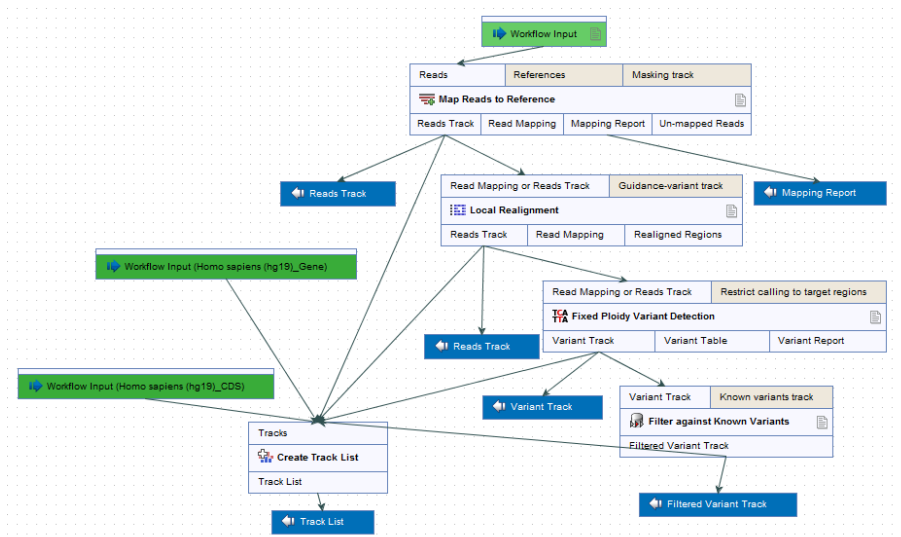 Workflow Input
Reads References Masking track
Map Reads to Reference
Reads Track Read Mapping Mapping Report Un-mapped Reads
Reads Track
Mapping Report
Read Mapping or Reads Track Guidance-variant track
Local Realignment
Reads Track Read Mapping Realigned Regions
Workflow Input (Homo sapiens (hg19)_Gene)
Read Mapping or Reads Track Restrict calling to target regions
Fixed Ploidy Variant Detection
Variant Track Variant Table Variant Report
Reads Track
Workflow Input (Homo sapiens (hg19)_CDS)
Variant Track
Variant Track Known variants track
Filter against Known Variants
Filtered Variant Track
Tracks
Create Track List
Track List
Filtered Variant Track
Track List